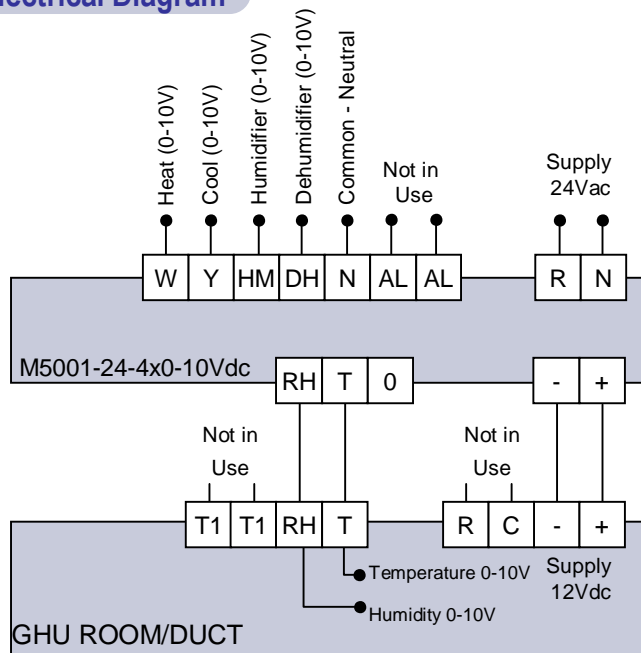 lectrical Diagram
Heat (0-10V)
Cool (0-10V)
Humidifier (0-10V)
Dehumidifier (0-10V)
Common - Neutral
Not in
Use
Supply
24Vac
W Y HM DH N AL AL R N
M5001-24-4x0-10Vdc
RH T 0 - +
Not in
Use
Not in
Use
T1 T1 RH T R C - +
Temperature 0-10V
Humidity 0-10V
Supply
12Vdc
GHU ROOM/DUCT